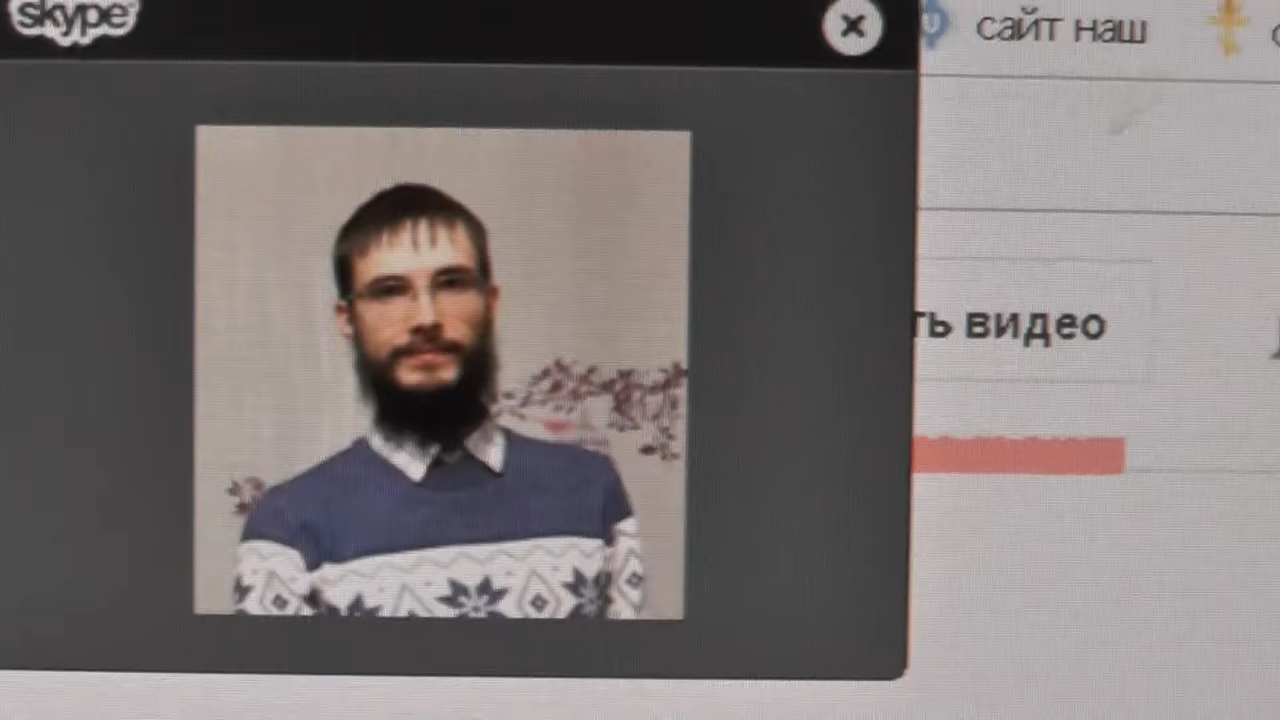 skype
сайт наш
ть видео